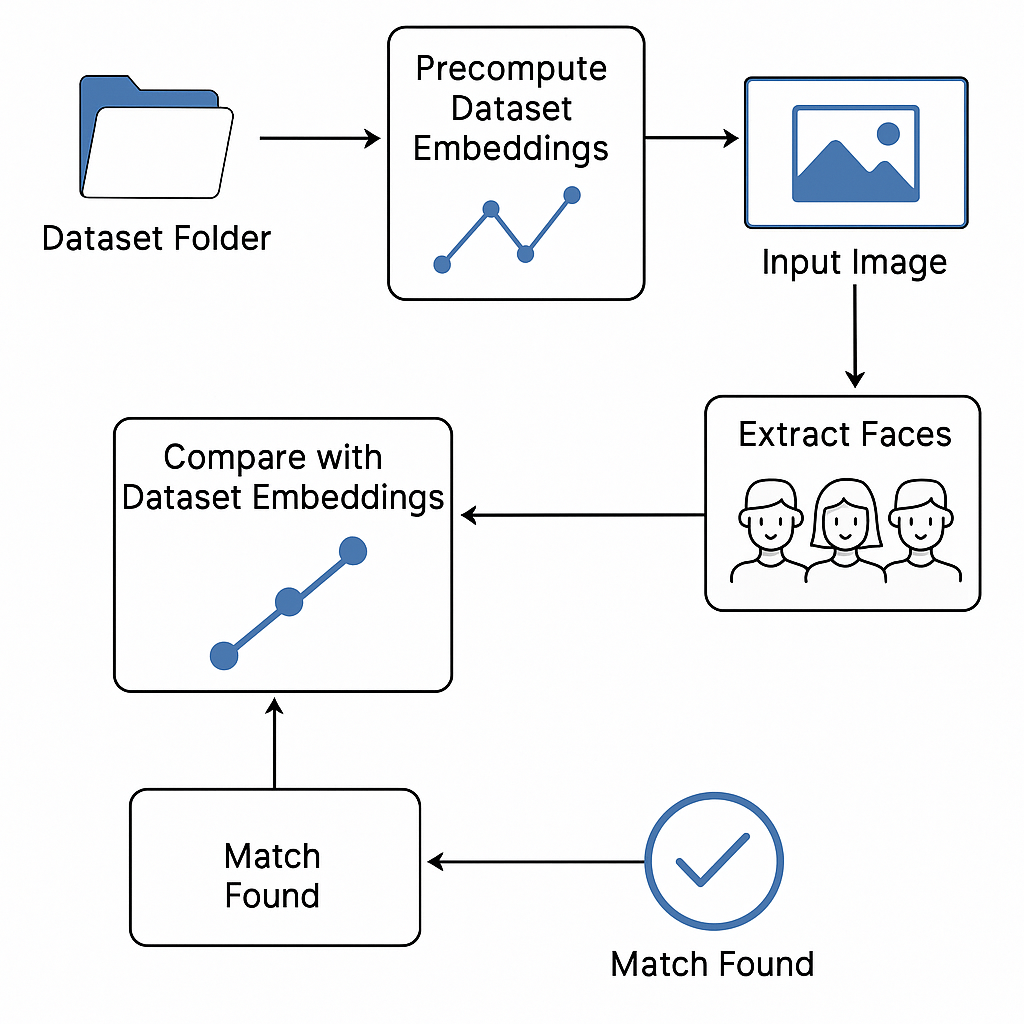 Precompute
Dataset
Embeddings
Dataset Folder
Input Image
Extract Faces
Compare with
Dataset Embeddings
Match
Found
Match Found